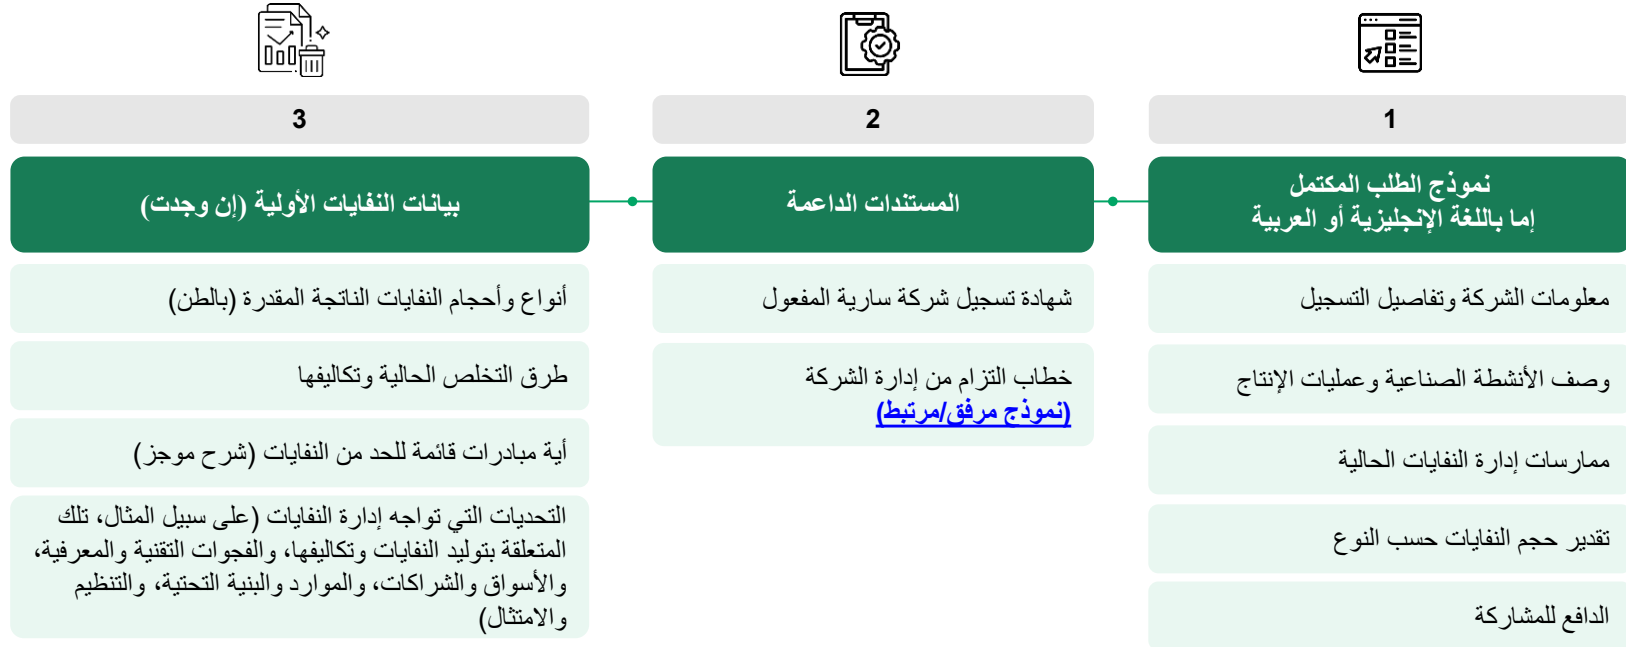 1
نموذج الطلب المكتمل
إما باللغة الإنجليزية أو العربية
معلومات الشركة وتفاصيل التسجيل
وصف الأنشطة الصناعية وعمليات الإنتاج
ممارسات إدارة النفايات الحالية
تقدير حجم النفايات حسب النوع
الدافع للمشاركة
2
المستندات الداعمة
شهادة تسجيل شركة سارية المفعول
خطاب التزام من إدارة الشركة
(نموذج مرفق/مرتبط)
3
بيانات النفايات الأولية (إن وجدت)
أنواع وأحجام النفايات الناتجة المقدرة (بالطن)
طرق التخلص الحالية وتكاليفها
أية مبادرات قائمة للحد من النفايات (شرح موجز)
التحديات التي تواجه إدارة النفايات (على سبيل المثال، تلك
المتعلقة بتوليد النفايات وتكاليفها، والفجوات التقنية والمعرفية،
والأسواق والشراكات، والموارد والبنية التحتية، والتنظيم
والامتثال)